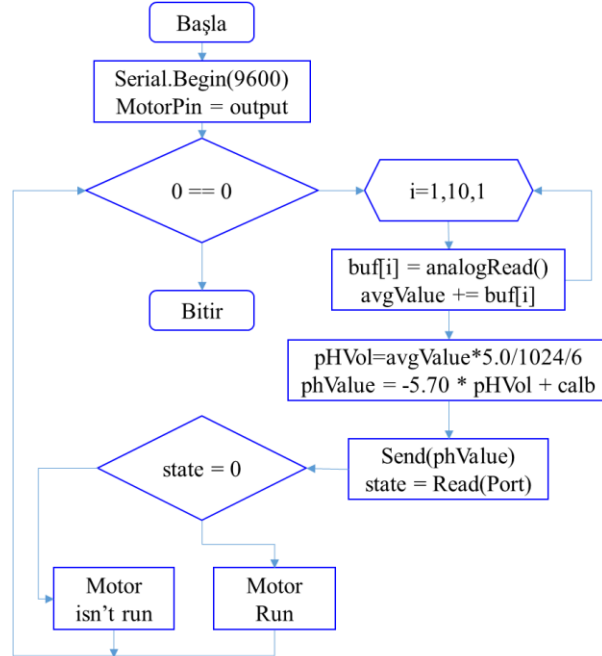 Başla
Serial.Begin(9600)
MotorPin = output
0 == 0
i=1,10,1
buf[i] = analogRead()
avgValue += buf[i]
Bitir
pHVol=avgValue*5.0/1024/6
phValue = -5.70 * pHVol + calb
Send(phValue)
state = Read(Port)
state = 0
Motor
isn't run
Motor
Run